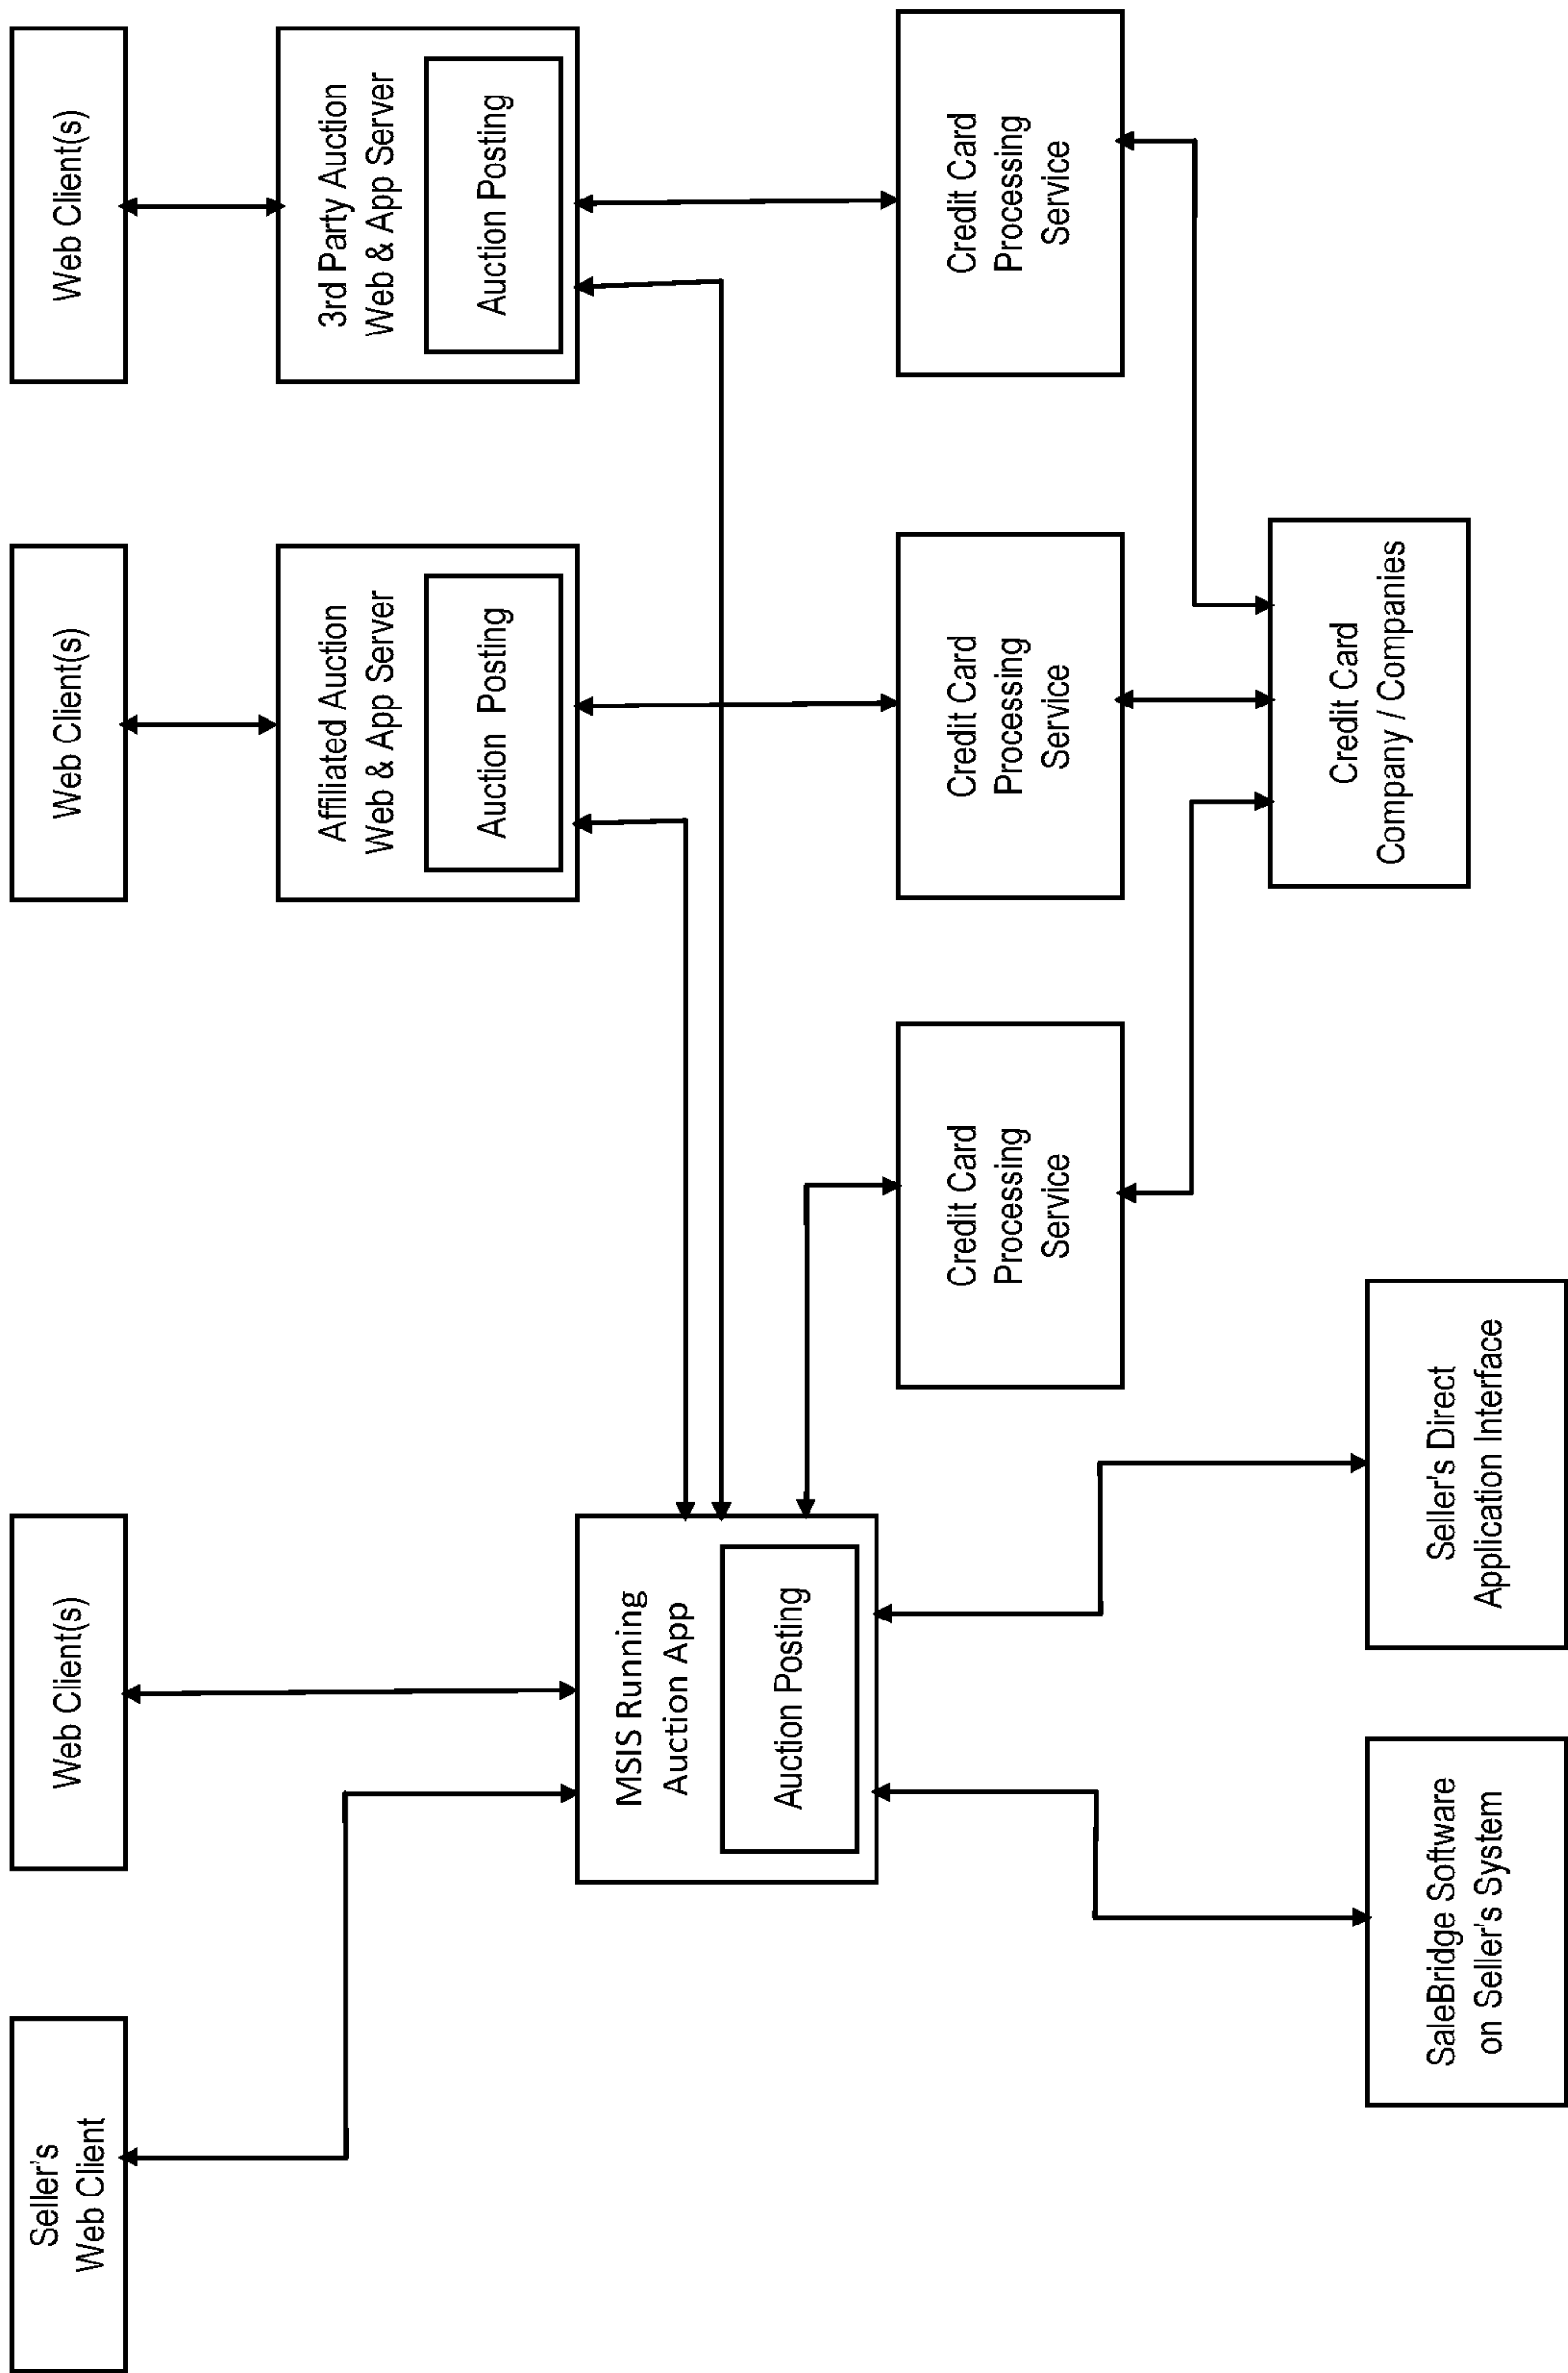 Seller's
Web Client
Web Client(s)
Web Client(s)
Web Client(s)
Affiliated Auction
Web & App Server
Auction Posting
3rd Party Auction
Web & App Server
Auction Posting
MSIS Running
Auction App
Auction Posting
Credit Card
Processing
Service
Credit Card
Processing
Service
Credit Card
Processing
Service
Credit Card
Company / Companies
SaleBridge Software
on Seller's System
Seller's Direct
Application Interface